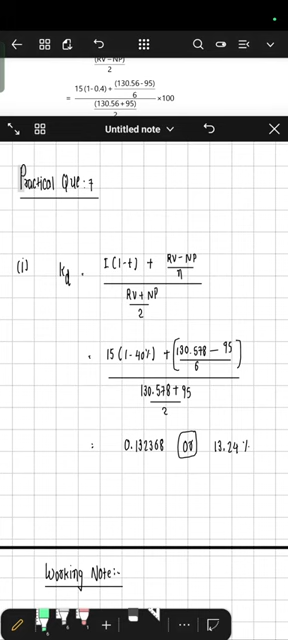 (RV – NP)
2
= 15 (1- 0.4) + (130.56 - 95) / 6
(130.56 + 95) / 2 ×100
Untitled note
Practical Que: 7
(i) Kd = I (1-t) + RV - NP / n
RV + NP / 2
= 15 (1 - 40%) + (130.578 - 95 / 6)
130.578 + 95 / 2
= 0.132368 or 13.24 %
Working Note:-